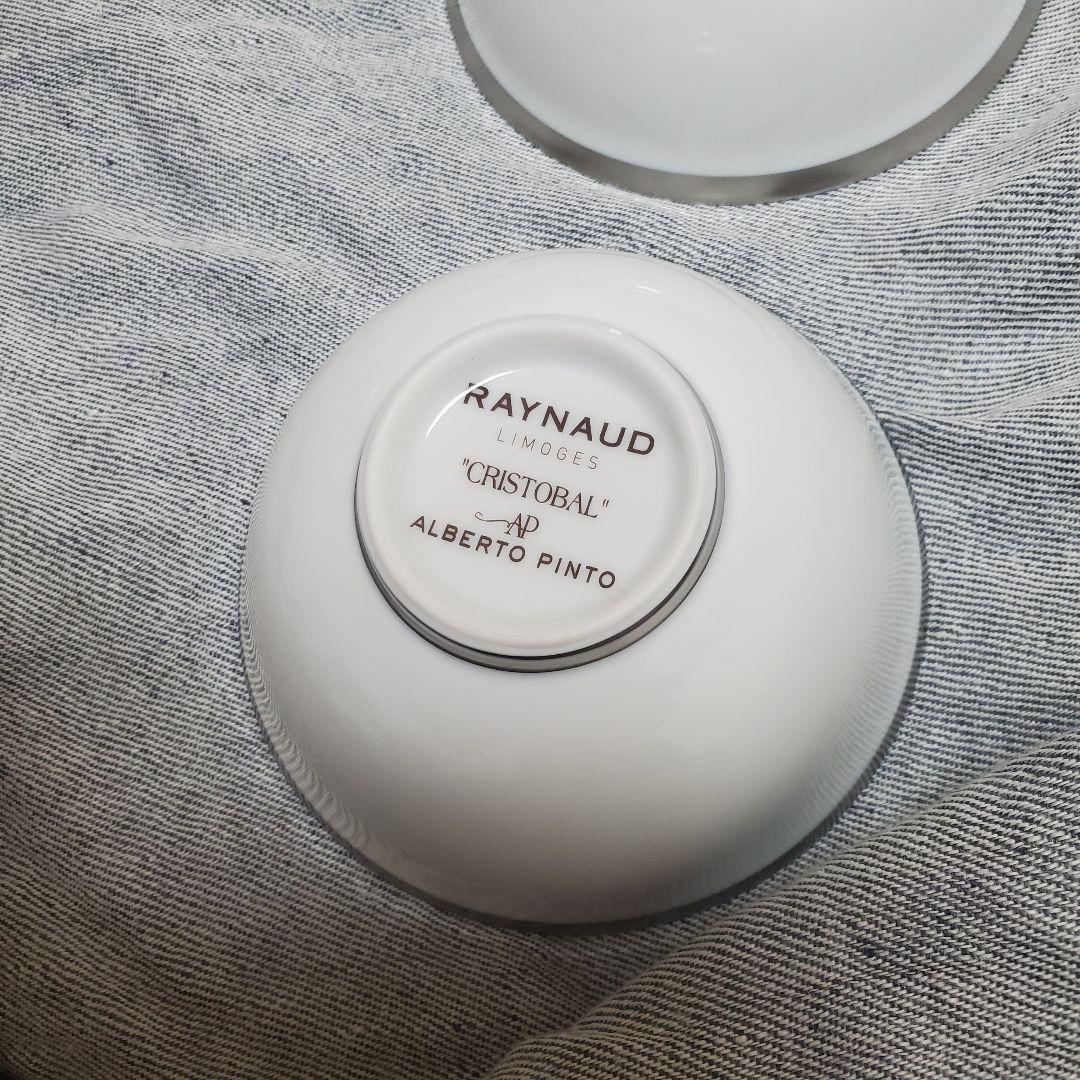 RAYNAUD
LIMOGES
"CRISTOBAL"
AP
ALBERTO PINTO